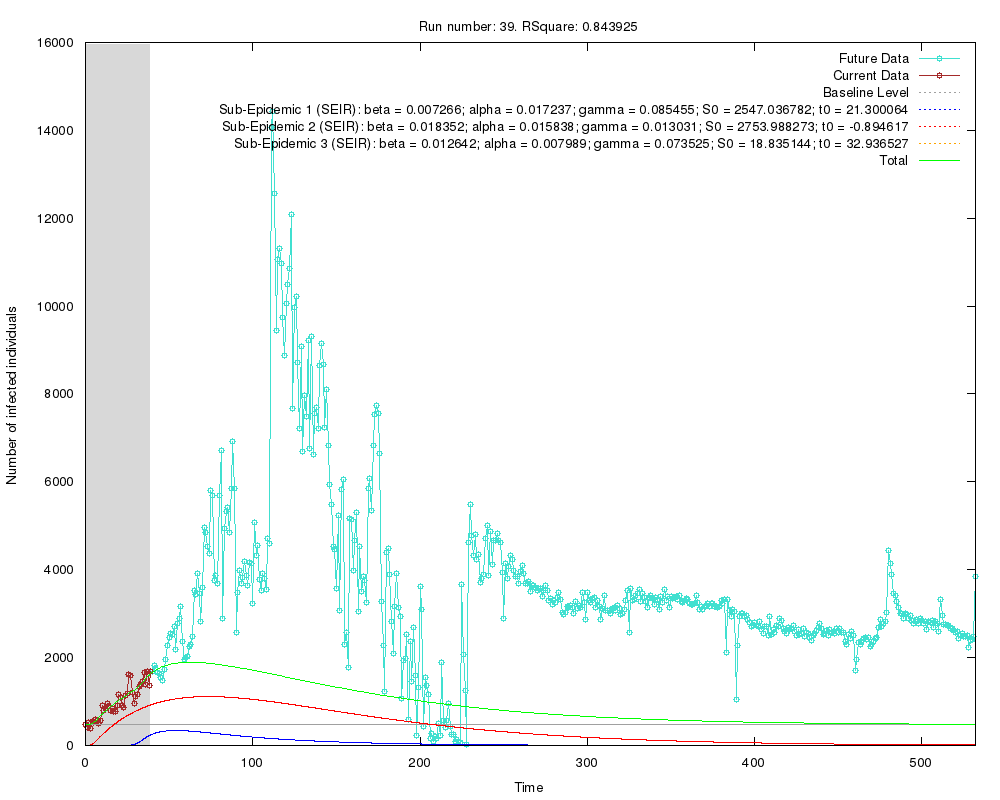 Run number: 39. RSquare: 0.843925
16000
14000
12000
10000
8000
6000
4000
2000
0
Number of infected individuals
Future Data
Current Data
Baseline Level
Sub-Epidemic 1 (SEIR): beta = 0.007266; alpha = 0.017237; gamma = 0.085455; S0 = 2547.036782; t0 = 21.300064
Sub-Epidemic 2 (SEIR): beta = 0.018352; alpha = 0.015838; gamma = 0.013031; S0 = 2753.988273; t0 = -0.894617
Sub-Epidemic 3 (SEIR): beta = 0.012642; alpha = 0.007989; gamma = 0.073525; S0 = 18.835144; t0 = 32.936527
Total
0 100 200 300 400 500
Time